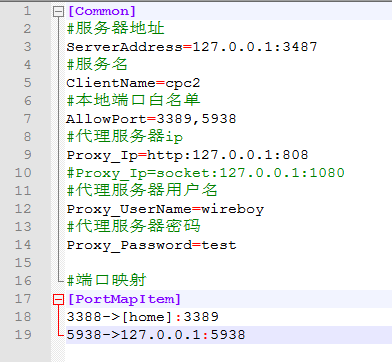 1 [Common]
2 #服务器地址
3 ServerAddress=127.0.0.1:3487
4 #服务名
5 ClientName=cpc2
6 #本地端口白名单
7 AllowPort=3389,5938
8 #代理服务器ip
9 Proxy_Ip=http:127.0.0.1:808
10 #Proxy_Ip=socket:127.0.0.1:1080
11 #代理服务器用户名
12 Proxy_UserName=wireboy
13 #代理服务器密码
14 Proxy_Password=test
15
16 #端口映射
17 [PortMapItem]
18 3388->[home]:3389
19 5938->127.0.0.1:5938